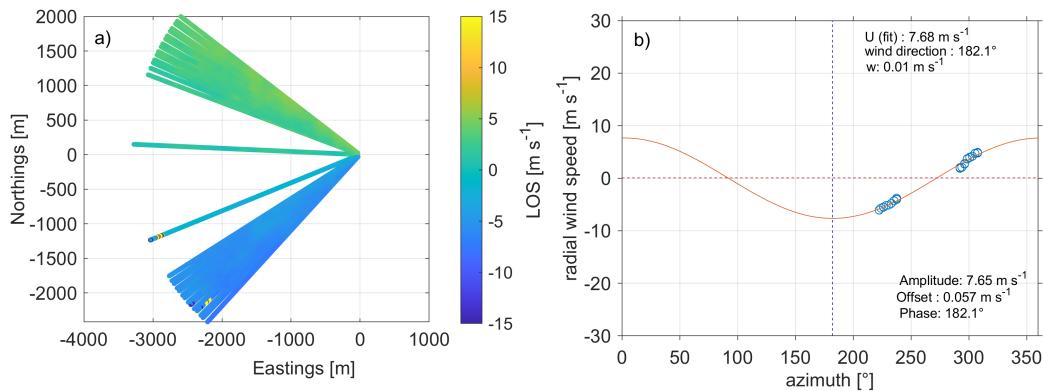 a)
2000
1500
1000
500
0
-500
-1000
-1500
-2000
Northings [m]
-4000 -3000 -2000 -1000 0 1000
Eastings [m]
15
10
5
0
-5
-10
-15
LOS [m s⁻¹]
b)
U (fit) : 7.68 m s⁻¹
wind direction : 182.1°
w: 0.01 m s⁻¹
30
20
10
0
-10
-20
-30
radial wind speed [m s⁻¹]
Amplitude: 7.65 m s⁻¹
Offset : 0.057 m s⁻¹
Phase: 182.1°
0 50 100 150 200 250 300 350
azimuth [°]